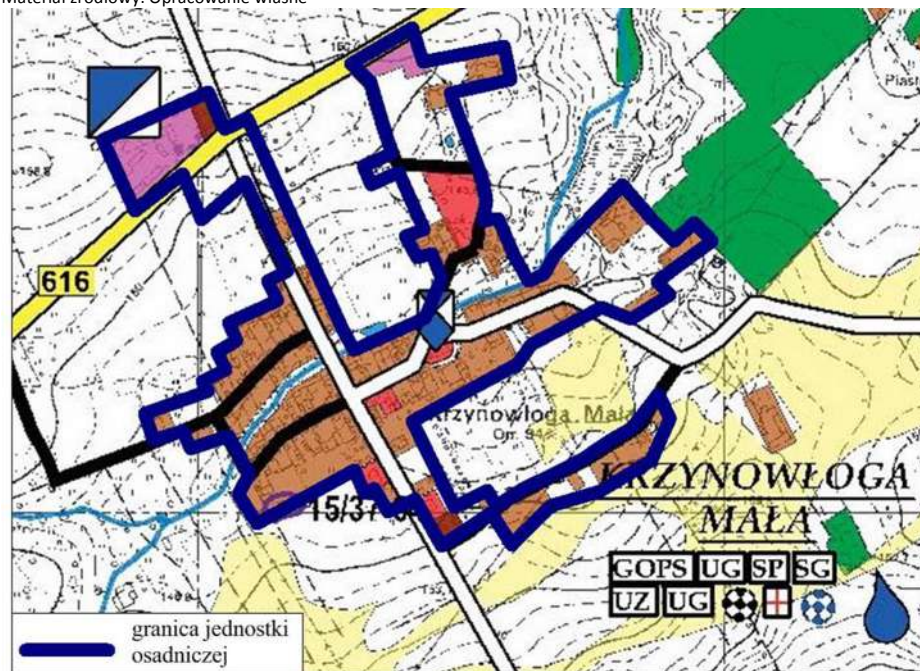 Materiał źródłowy: Opracowanie własne
616
Piast
Krzynowłoga Mała
15/37
KRZYNOWŁOGA
MAŁA
GOPS UG SP SG
UZ UG
granica jednostki
osadniczej